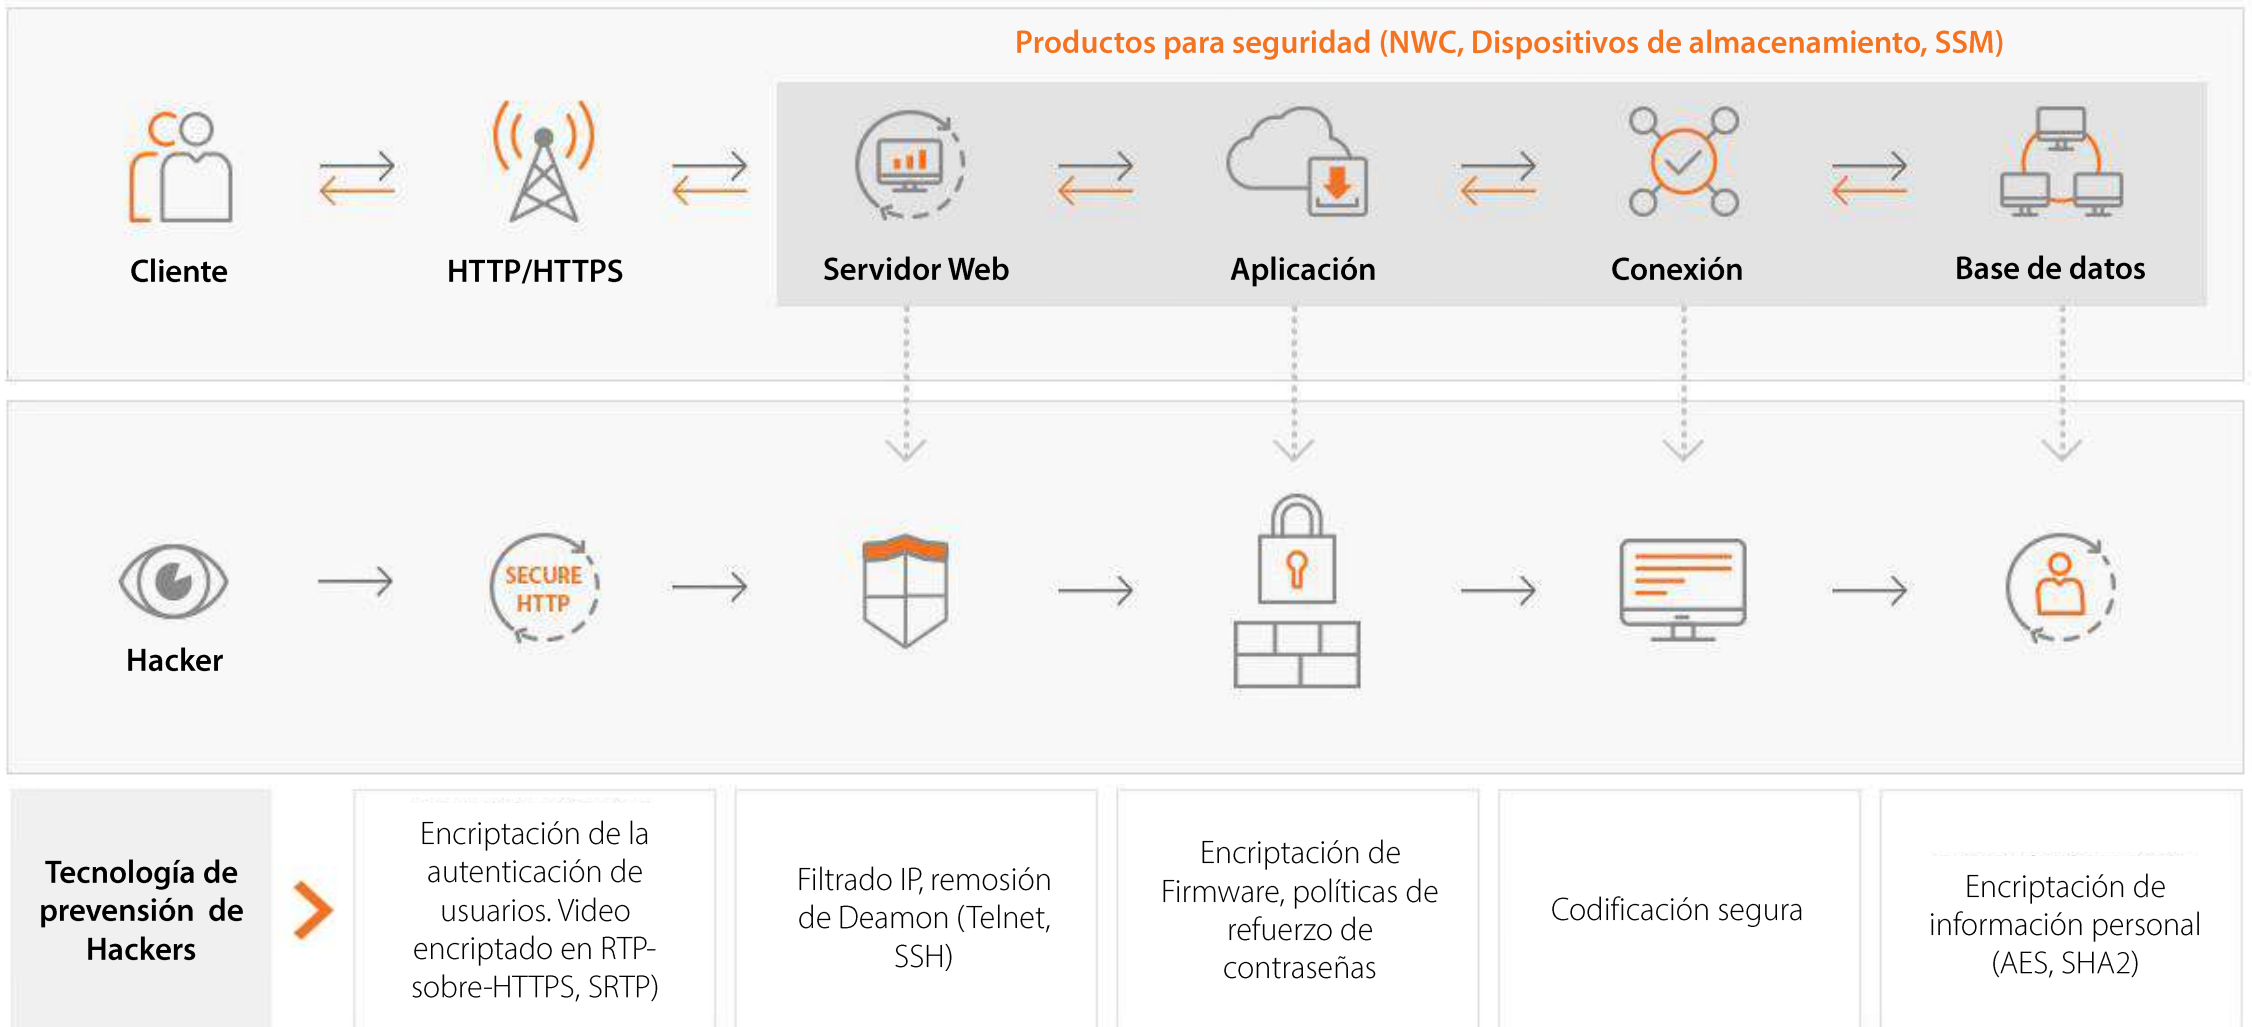 Productos para seguridad (NWC, Dispositivos de almacenamiento, SSM)
Cliente
HTTP/HTTPS
Servidor Web
Aplicación
Conexión
Base de datos
SECURE
HTTP
Hacker
Tecnología de
prevensión de
Hackers
Encriptación de la
autenticación de
usuarios. Video
encriptado en RTP-
sobre-HTTPS, SRTP)
Filtrado IP, remosión
de Deamon (Telnet,
SSH)
Encriptación de
Firmware, políticas de
refuerzo de
contraseñas
Codificación segura
Encriptación de
información personal
(AES, SHA2)